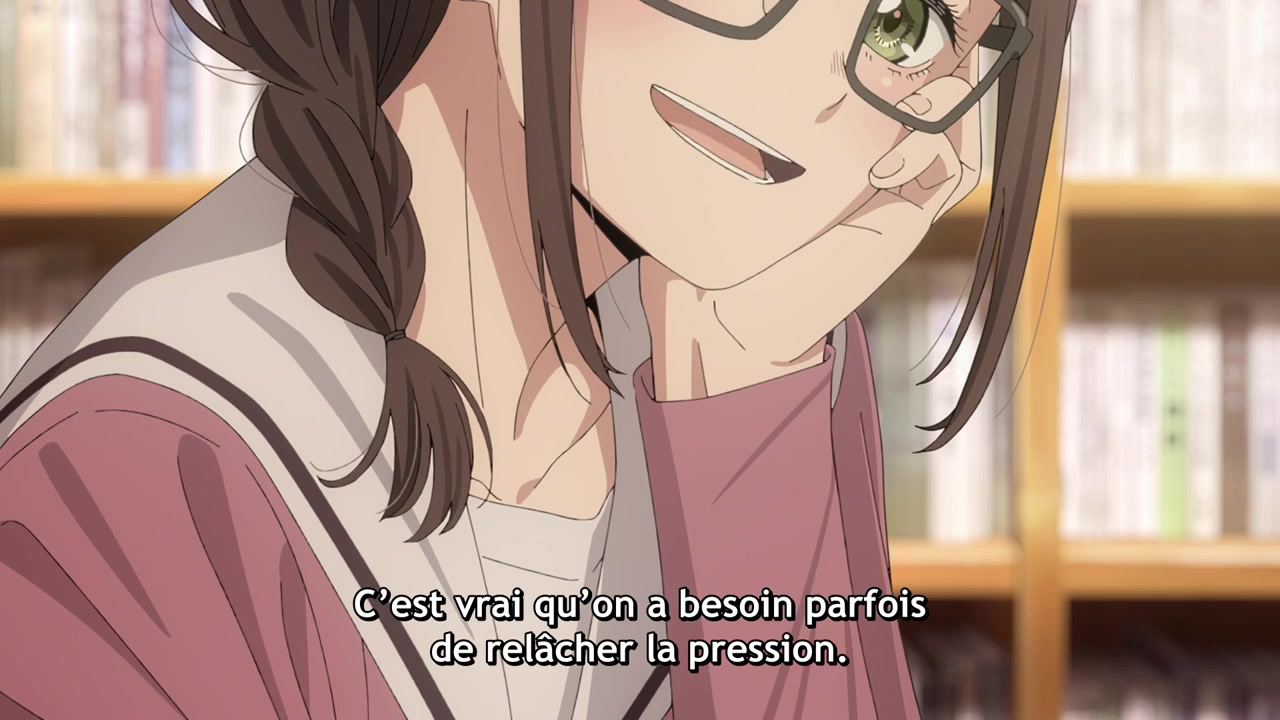 C’est vrai qu’on a besoin parfois
de relâcher la pression.